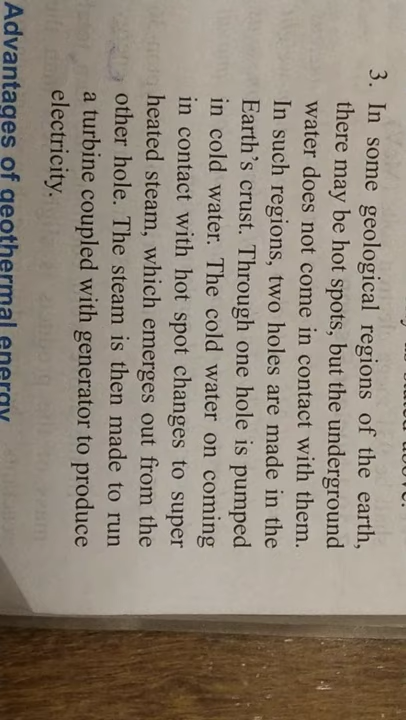 3. In some geological regions of the earth,
there may be hot spots, but the underground
water does not come in contact with them.
In such regions, two holes are made in the
Earth's crust. Through one hole is pumped
in cold water. The cold water on coming
in contact with hot spot changes to super
heated steam, which emerges out from the
other hole. The steam is then made to run
a turbine coupled with generator to produce
electricity.
Advantages of geothermal energy